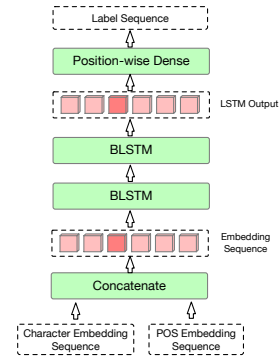 Label Sequence
Position-wise Dense
LSTM Output
BLSTM
BLSTM
Embedding
Sequence
Concatenate
Character Embedding
Sequence
POS Embedding
Sequence